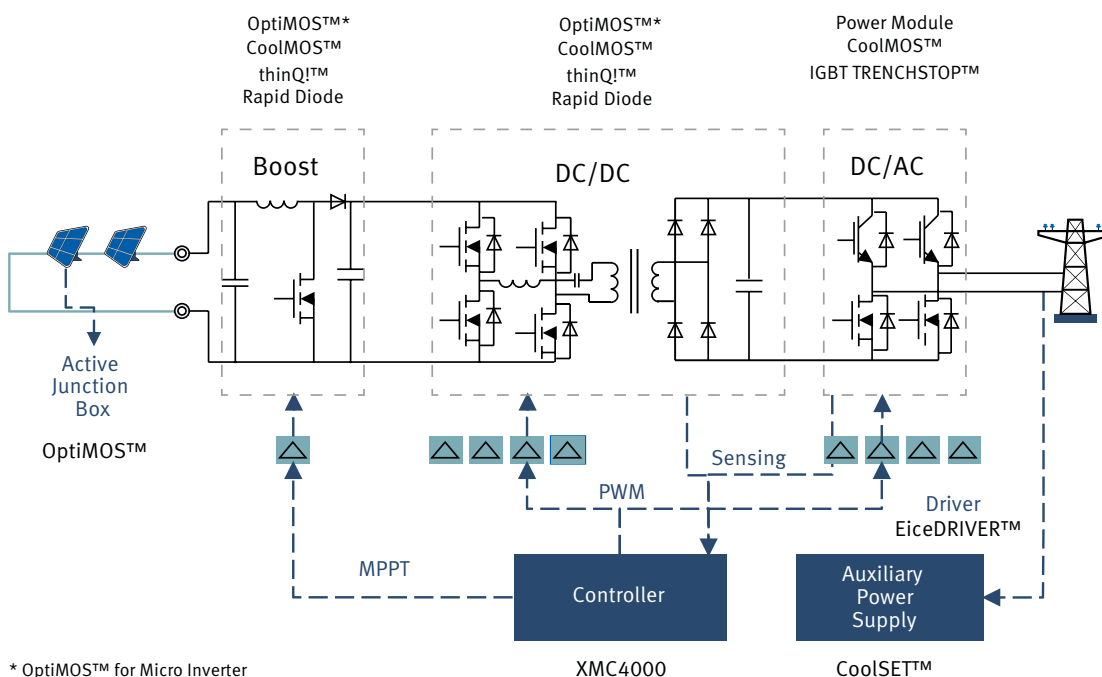 OptiMOS™*
CoolMOS™
thinQ!™
Rapid Diode
OptiMOS™*
CoolMOS™
thinQ!™
Rapid Diode
Power Module
CoolMOS™
IGBT TRENCHSTOP™
Boost
DC/DC
DC/AC
Active
Junction
Box
OptiMOS™
Sensing
PWM
Driver
EiceDRIVER™
MPPT
Controller
Auxiliary
Power
Supply
* OptiMOS™ for Micro Inverter
XMC4000
CoolSET™